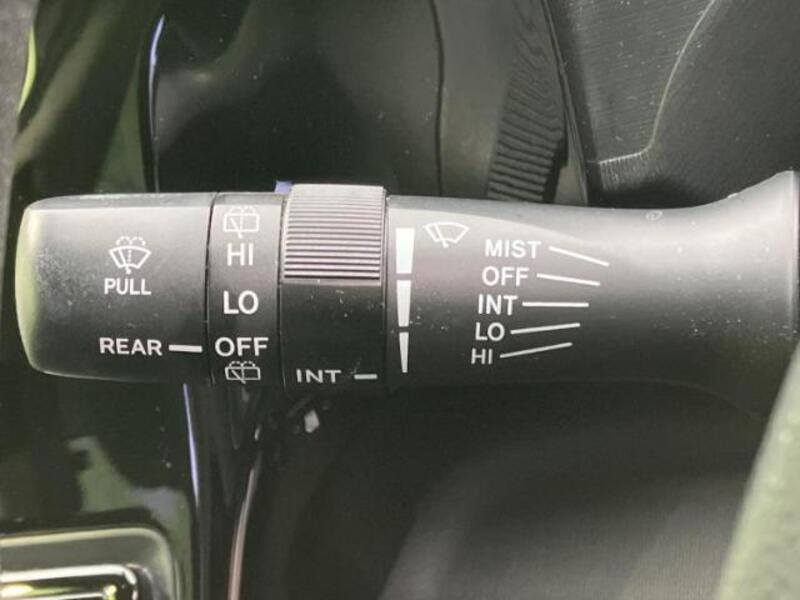 PULL
REAR
HI
LO
OFF
INT
MIST
OFF
INT
LO
HI